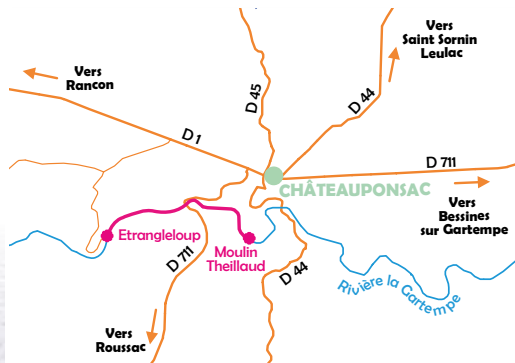 Vers
Saint Sornin
Leulac
Vers
Rancon
D 45
D 44
D 1
D 711
CHÂTEAUPONSAC
Vers
Bessines
sur Gartempe
Etrangleloup
Moulin
Theillaud
D 711
D 44
Rivière la Gartempe
Vers
Roussac